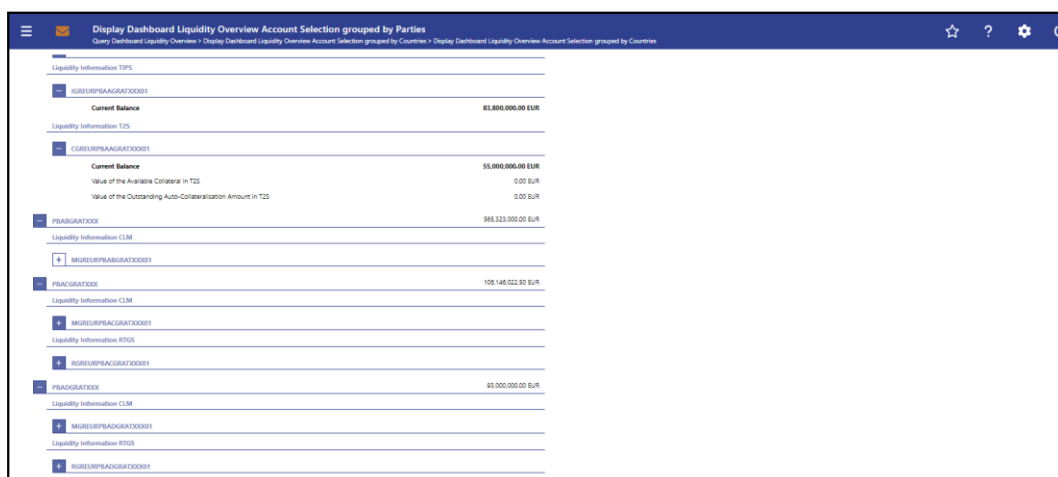 Display Dashboard Liquidity Overview Account Selection grouped by Parties
Query Dashboard Liquidity Overview > Display Dashboard Liquidity Overview Account Selection grouped by Countries > Display Dashboard Liquidity Overview Account Selection grouped by Countries
Liquidity Information TIPS
IGREURPBAAGRATXXX01
Current Balance 83,800,000.00 EUR
Liquidity Information T2S
CGREURPBAAGRATXXX01
Current Balance 55,000,000.00 EUR
Value of the Available Collateral in T2S 0.00 EUR
Value of the Outstanding Auto-Collateralisation Amount in T2S 0.00 EUR
PBABGRATXXX 565,323,000.00 EUR
Liquidity Information CLM
MGREURPBABGRATXXX01
PBACGRATXXX 106,146,022.50 EUR
Liquidity Information CLM
MGREURPBACGRATXXX01
Liquidity Information RTGS
RGREURPBACGRATXXX01
PBADGRATXXX 93,000,000.00 EUR
Liquidity Information CLM
MGREURPBADGRATXXX01
Liquidity Information RTGS
RGREURPBADGRATXXX01